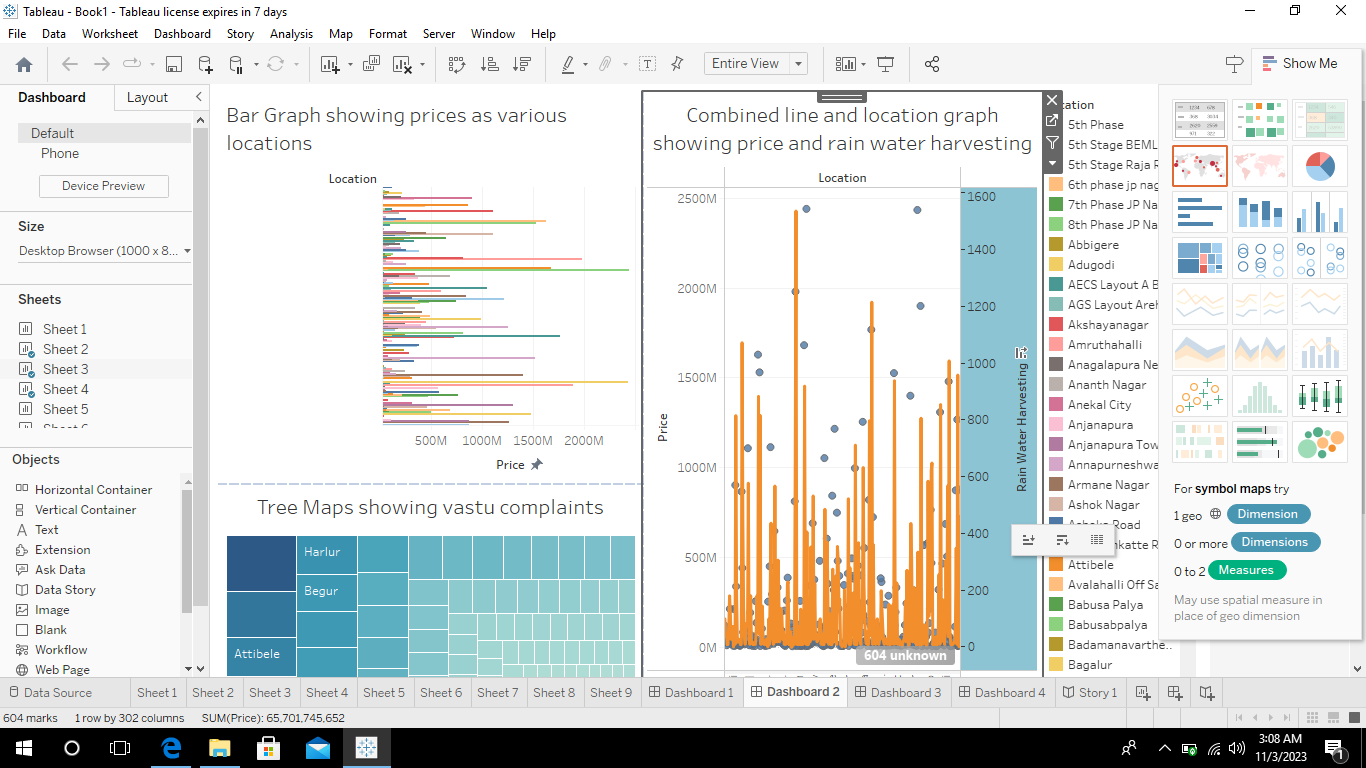 Tableau - Book1 - Tableau license expires in 7 days
File Data Worksheet Dashboard Story Analysis Map Format Server Window Help
Entire View
Show Me
Dashboard Layout
Default
Phone
Device Preview
Size
Desktop Browser (1000 x 8...
Sheets
Sheet 1
Sheet 2
Sheet 3
Sheet 4
Sheet 5
Objects
Horizontal Container
Vertical Container
Text
Extension
Ask Data
Data Story
Image
Blank
Workflow
Web Page
Bar Graph showing prices as various
locations
Location
500M 1000M 1500M 2000M
Price
Tree Maps showing vastu complaints
Harlur
Begur
Attibele
Combined line and location graph
showing price and rain water harvesting
Location
2500M
2000M
1500M
1000M
500M
0M
Price
1600
1400
1200
1000
800
600
400
200
0
Rain Water Harvesting
604 unknown
5th Phase
5th Stage BEML
5th Stage Raja R
6th phase jp nag
7th Phase JP Na
8th Phase JP Na
Abbigere
Adugodi
AECS Layout A B
AGS Layout Areh
Akshayanagar
Amruthahalli
Anagalapura Ne
Ananth Nagar
Anekal City
Anjanapura
Anjanapura Tow
Annapurneshwa
Armane Nagar
Ashok Nagar
Road
Attibele
Avalahalli Off Sa
Babusa Palya
Babusabpalya
Badamanavarthe..
Bagalur
For symbol maps try
1 geo Dimension
0 or more Dimensions
0 to 2 Measures
May use spatial measure in
place of geo dimension
Data Source Sheet 1 Sheet 2 Sheet 3 Sheet 4 Sheet 5 Sheet 6 Sheet 7 Sheet 8 Sheet 9 Dashboard 1 Dashboard 2 Dashboard 3 Dashboard 4 Story 1
604 marks 1 row by 302 columns SUM(Price): 65,701,745,652
3:08 AM
11/3/2023
1